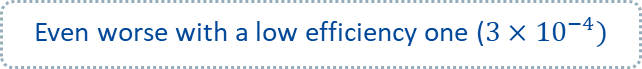 Even worse with a low efficiency one (3 × 10⁻⁴)